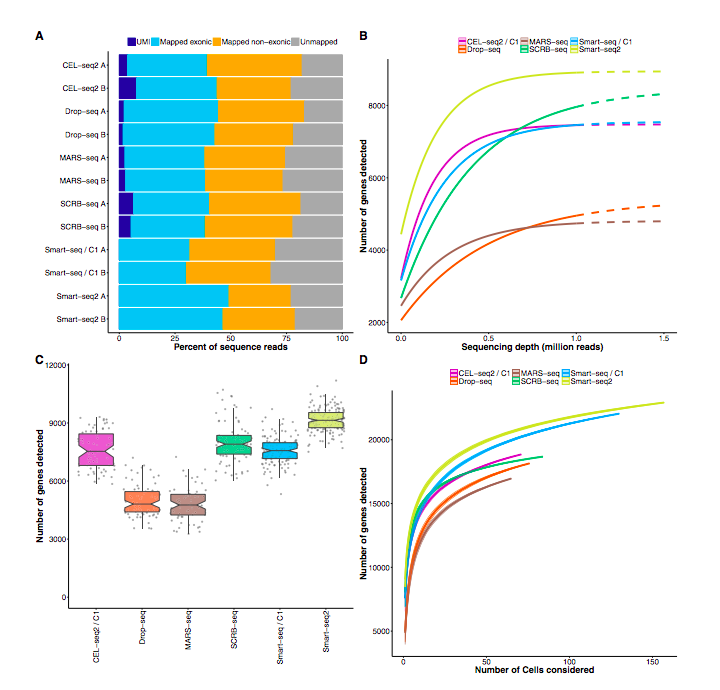 A
UMI Mapped exonic Mapped non−exonic Unmapped
CEL−seq2 A
CEL−seq2 B
Drop−seq A
Drop−seq B
MARS−seq A
MARS−seq B
SCRB−seq A
SCRB−seq B
Smart−seq / C1 A
Smart−seq / C1 B
Smart−seq2 A
Smart−seq2 B
0 25 50 75 100
Percent of sequence reads
B
CEL−seq2 / C1 MARS−seq Smart−seq / C1
Drop−seq SCRB−seq Smart−seq2
Number of genes detected
8000
6000
4000
2000
0.0 0.5 1.0 1.5
Sequencing depth (million reads)
C
Number of genes detected
12000
9000
6000
3000
0
CEL−seq2 / C1
Drop−seq
MARS−seq
SCRB−seq
Smart−seq / C1
Smart−seq2
D
CEL−seq2 / C1 MARS−seq Smart−seq / C1
Drop−seq SCRB−seq Smart−seq2
Number of genes detected
20000
15000
10000
5000
0 50 100 150
Number of Cells considered